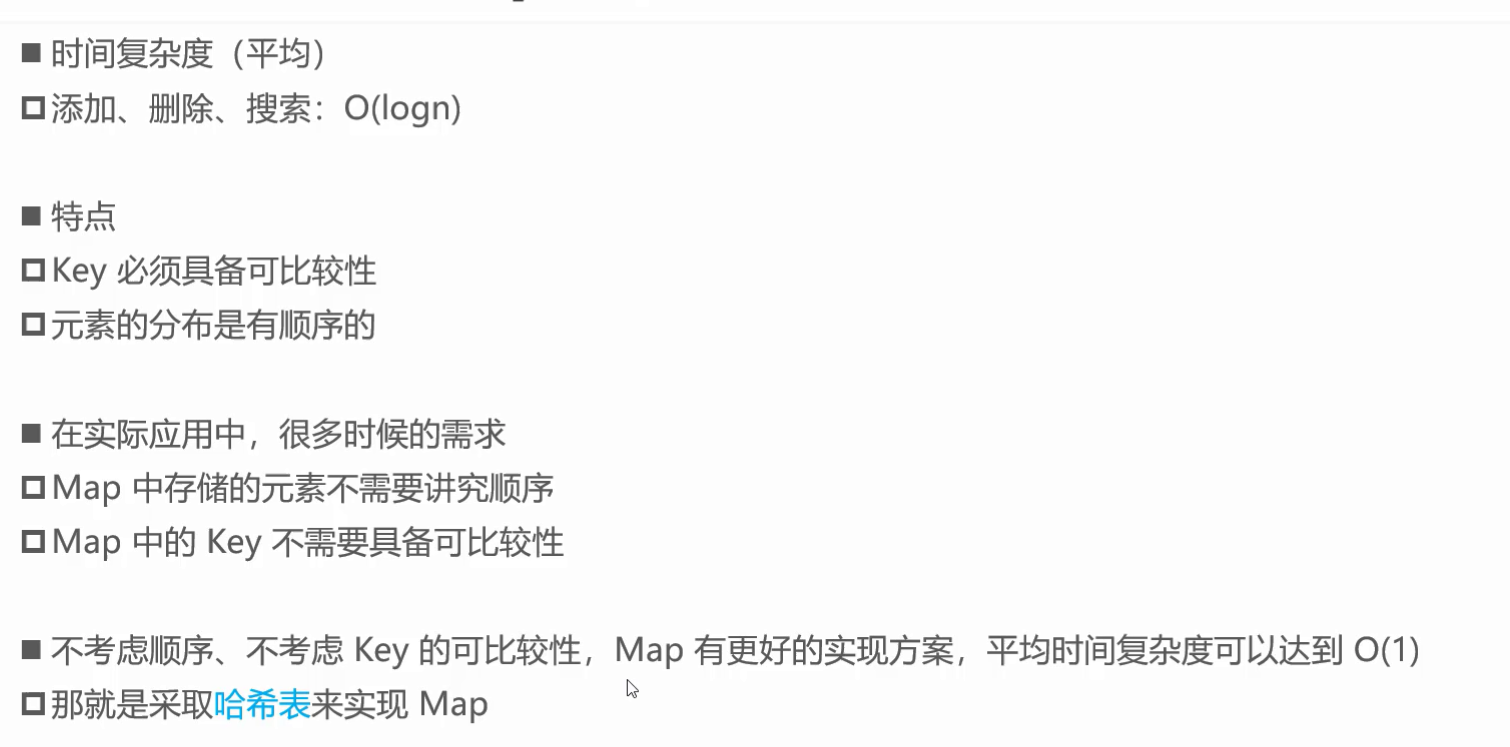 ■ 时间复杂度（平均）
□ 添加、删除、搜索：O(logn)
■ 特点
□ Key 必须具备可比较性
□ 元素的分布是有顺序的
■ 在实际应用中，很多时候的需求
□ Map 中存储的元素不需要讲究顺序
□ Map 中的 Key 不需要具备可比较性
■ 不考虑顺序、不考虑 Key 的可比较性，Map 有更好的实现方案，平均时间复杂度可以达到 O(1)
□ 那就是采取哈希表来实现 Map